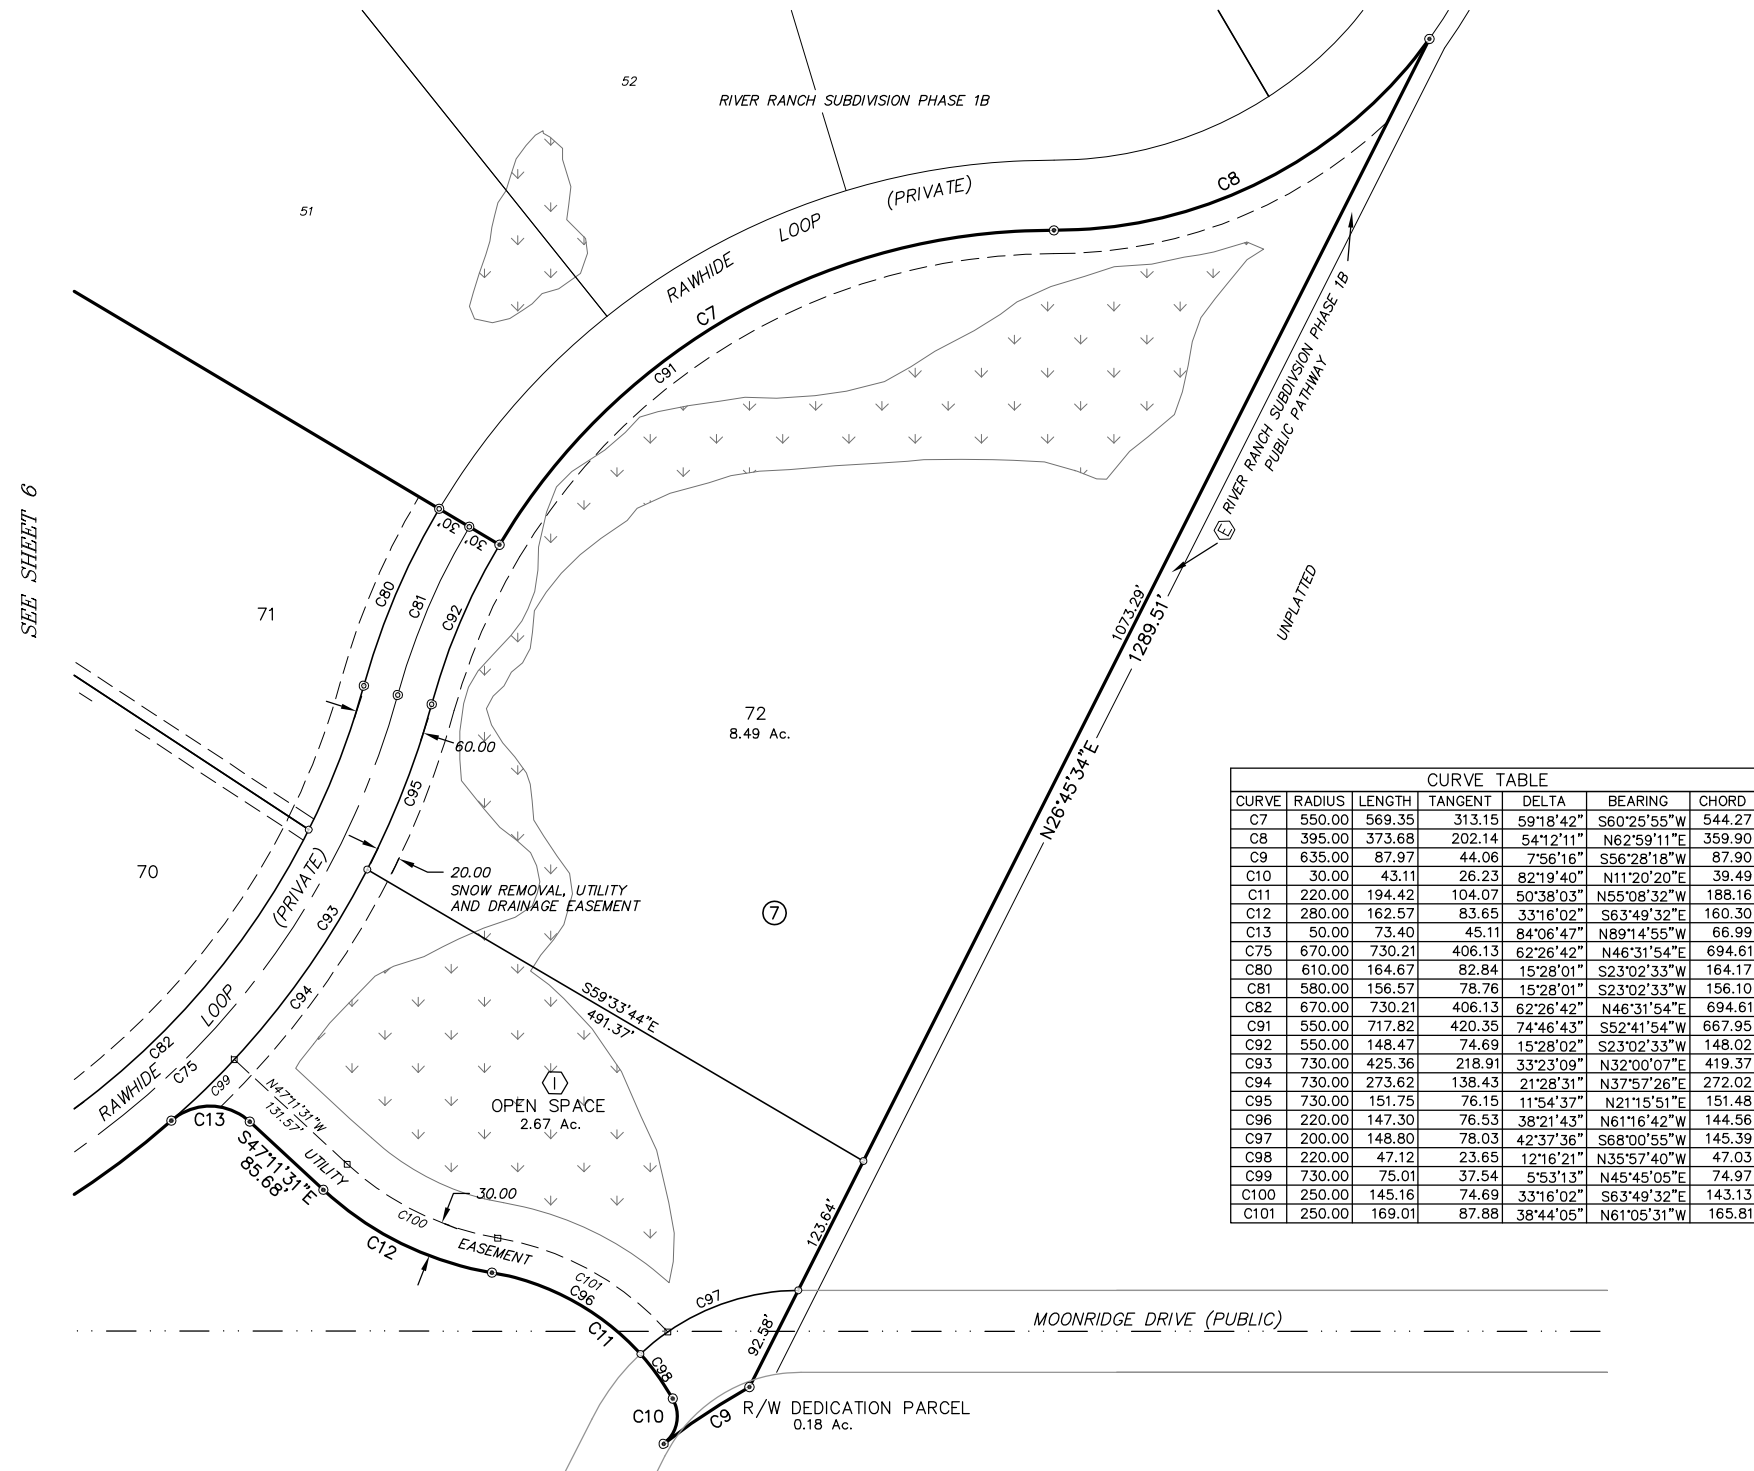 52
RIVER RANCH SUBDIVISION PHASE 1B
51
RAWHIDE LOOP (PRIVATE)
C8
C7
C91
SEE SHEET 6
30'
30'
C80
C81
C92
71
RIVER RANCH SUBDIVSION PHASE 1B
PUBLIC PATHWAY
E
UNPLATTED
1073.29'
1289.51'
N26°45'34"E
72
8.49 Ac.
60.00
C95
70
20.00
SNOW REMOVAL, UTILITY
AND DRAINAGE EASEMENT
7
C93
C94
(PRIVATE)
RAWHIDE LOOP
C82
C75
C99
S59°33'44"E
491.37'
N47°11'31"W
131.57'
I
OPEN SPACE
2.67 Ac.
C13
S47°11'31"E
85.68'
UTILITY
30.00
C100
EASEMENT
C12
C101
C96
C11
C97
C98
123.64'
92.58'
C10
C9
MOONRIDGE DRIVE (PUBLIC)
R/W DEDICATION PARCEL
0.18 Ac.
CURVE TABLE
CURVE RADIUS LENGTH TANGENT DELTA BEARING CHORD
C7 550.00 569.35 313.15 59°18'42" S60°25'55"W 544.27
C8 395.00 373.68 202.14 54°12'11" N62°59'11"E 359.90
C9 635.00 87.97 44.06 7°56'16" S56°28'18"W 87.90
C10 30.00 43.11 26.23 82°19'40" N11°20'20"E 39.49
C11 220.00 194.42 104.07 50°38'03" N55°08'32"W 188.16
C12 280.00 162.57 83.65 33°16'02" S63°49'32"E 160.30
C13 50.00 73.40 45.11 84°06'47" N89°14'55"W 66.99
C75 670.00 730.21 406.13 62°26'42" N46°31'54"E 694.61
C80 610.00 164.67 82.84 15°28'01" S23°02'33"W 164.17
C81 580.00 156.57 78.76 15°28'01" S23°02'33"W 156.10
C82 670.00 730.21 406.13 62°26'42" N46°31'54"E 694.61
C91 550.00 717.82 420.35 74°46'43" S52°41'54"W 667.95
C92 550.00 148.47 74.69 15°28'02" S23°02'33"W 148.02
C93 730.00 425.36 218.91 33°23'09" N32°00'07"E 419.37
C94 730.00 273.62 138.43 21°28'31" N37°57'26"E 272.02
C95 730.00 151.75 76.15 11°54'37" N21°15'51"E 151.48
C96 220.00 147.30 76.53 38°21'43" N61°16'42"W 144.56
C97 200.00 148.80 78.03 42°37'36" S68°00'55"W 145.39
C98 220.00 47.12 23.65 12°16'21" N35°57'40"W 47.03
C99 730.00 75.01 37.54 5°53'13" N45°45'05"E 74.97
C100 250.00 145.16 74.69 33°16'02" S63°49'32"E 143.13
C101 250.00 169.01 87.88 38°44'05" N61°05'31"W 165.81